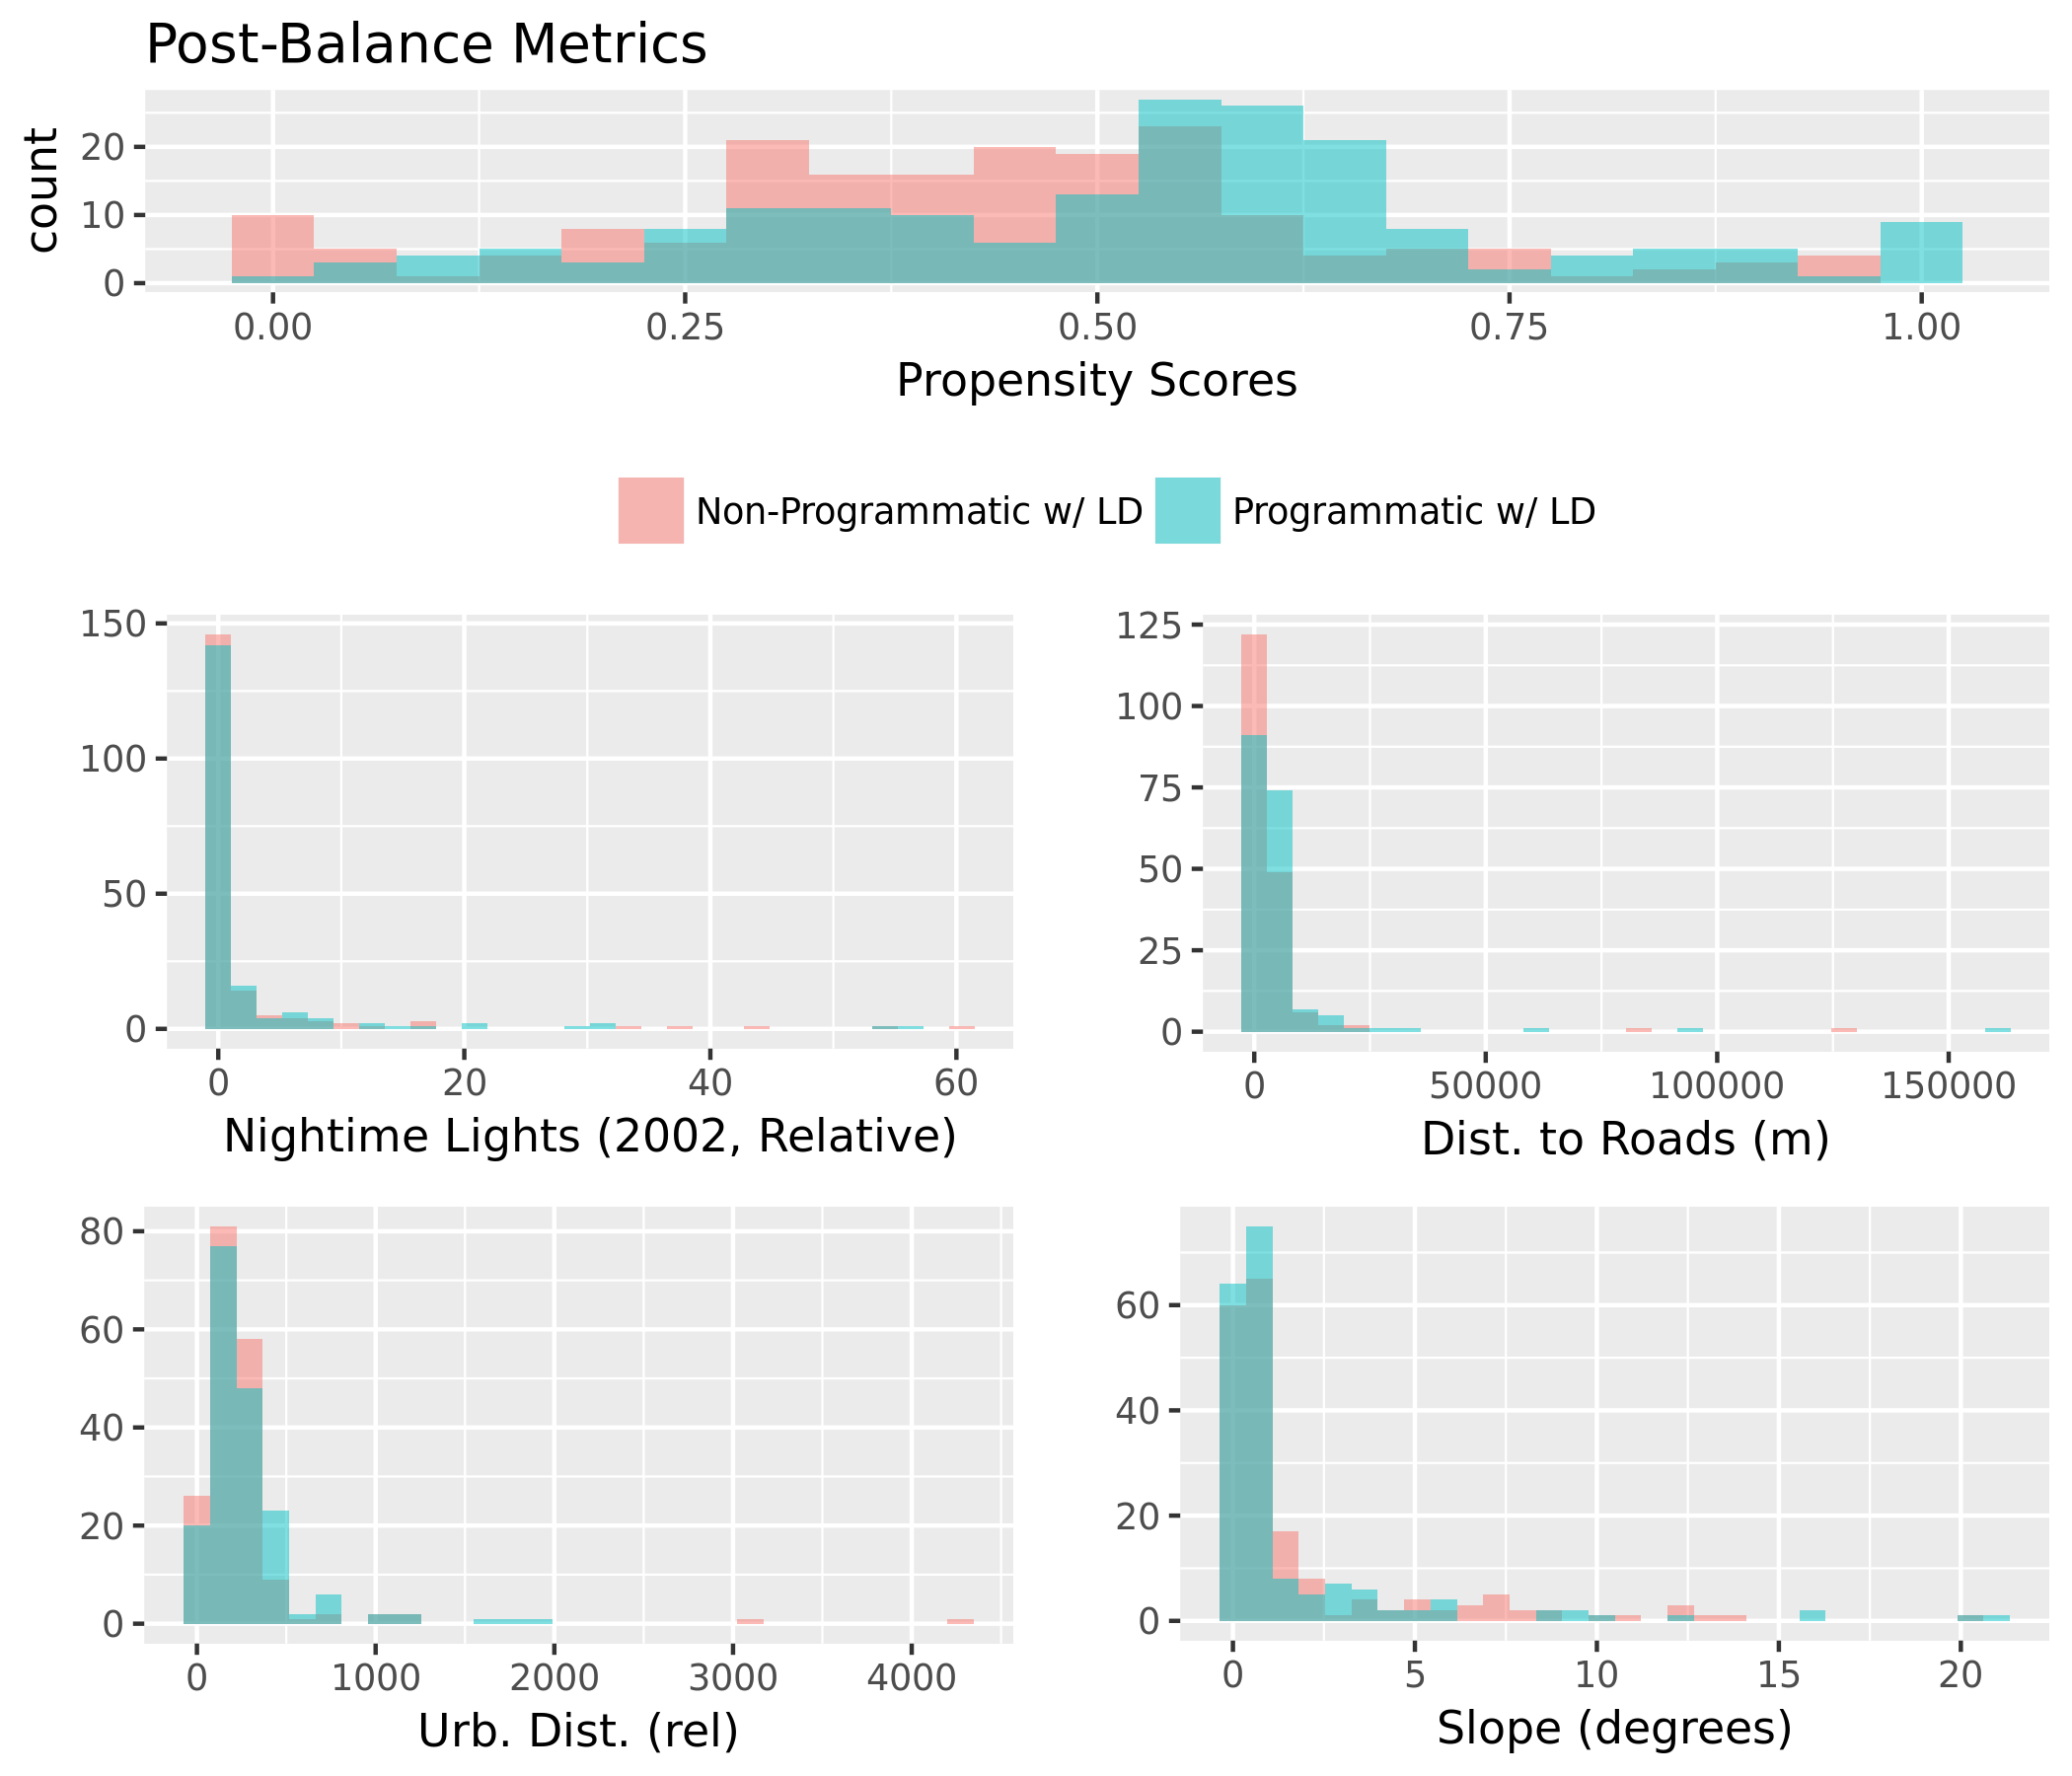 Post-Balance Metrics
count
20
10
0
0.00 0.25 0.50 0.75 1.00
Propensity Scores
Non-Programmatic w/ LD Programmatic w/ LD
150
100
50
0
0 20 40 60
Nightime Lights (2002, Relative)
125
100
75
50
25
0
0 50000 100000 150000
Dist. to Roads (m)
80
60
40
20
0
0 1000 2000 3000 4000
Urb. Dist. (rel)
60
40
20
0
0 5 10 15 20
Slope (degrees)